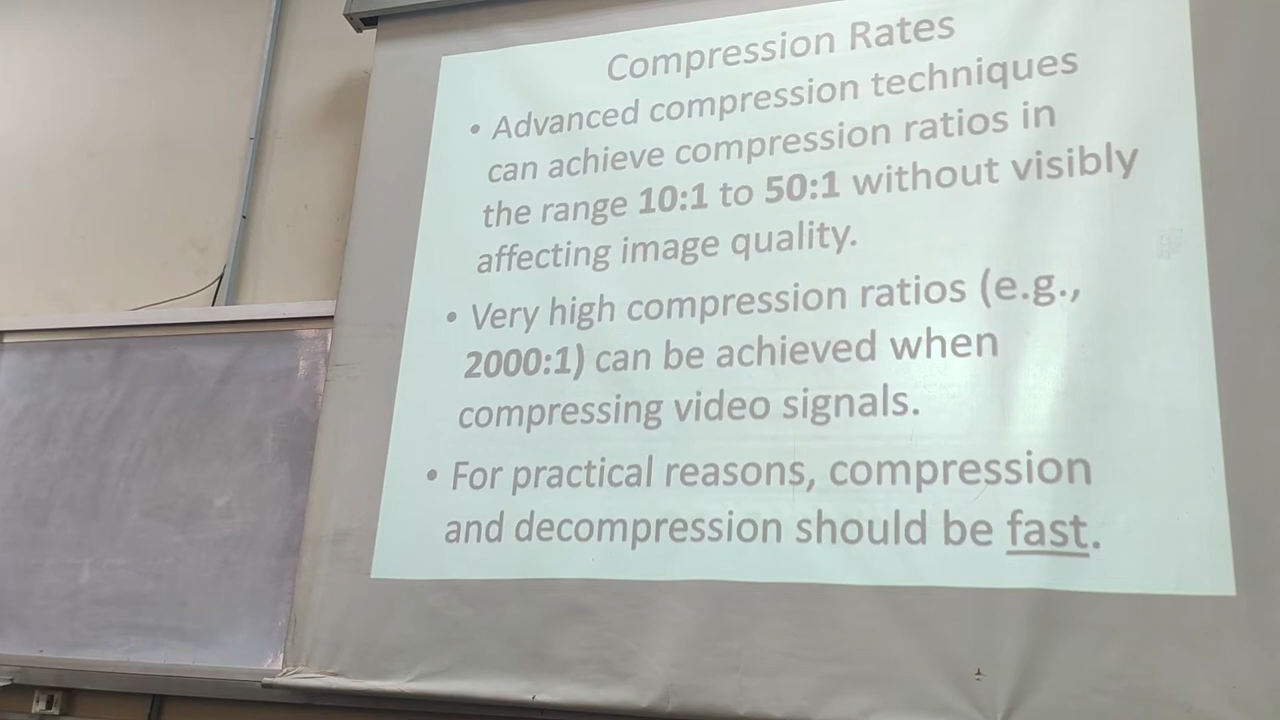 Compression Rates
• Advanced compression techniques
can achieve compression ratios in
the range 10:1 to 50:1 without visibly
affecting image quality.
• Very high compression ratios (e.g.,
2000:1) can be achieved when
compressing video signals.
• For practical reasons, compression
and decompression should be fast.